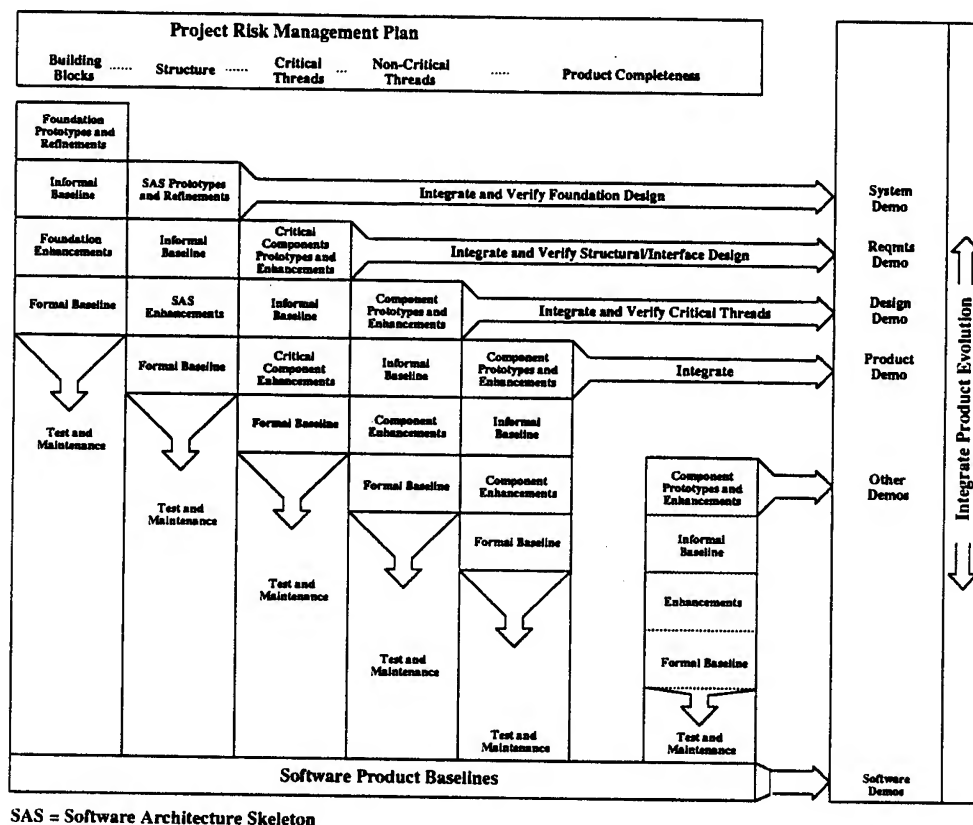 Project Risk Management Plan
Building
Blocks ...... Structure ...... Critical
Threads ... Non-Critical
Threads ..... Product Completeness
Foundation
Prototypes and
Refinements
Informal
Baseline
SAS Prototypes
and Refinements
Integrate and Verify Foundation Design
System
Demo
Foundation
Enhancements
Informal
Baseline
Critical
Components
Prototypes and
Enhancements
Integrate and Verify Structural/Interface Design
Reqmts
Demo
Formal Baseline
SAS
Enhancements
Informal
Baseline
Component
Prototypes and
Enhancements
Integrate and Verify Critical Threads
Design
Demo
Formal Baseline
Critical
Component
Enhancements
Informal
Baseline
Component
Prototypes and
Enhancements
Integrate
Product
Demo
Test and
Maintenance
Formal Baseline
Component
Enhancements
Informal
Baseline
Test and
Maintenance
Formal Baseline
Component
Enhancements
Component
Prototypes and
Enhancements
Other
Demos
Test and
Maintenance
Formal Baseline
Informal
Baseline
Enhancements
Test and
Maintenance
Formal Baseline
Test and
Maintenance
Test and
Maintenance
Software Product Baselines
Software
Demos
Integrate Product Evolution
SAS = Software Architecture Skeleton